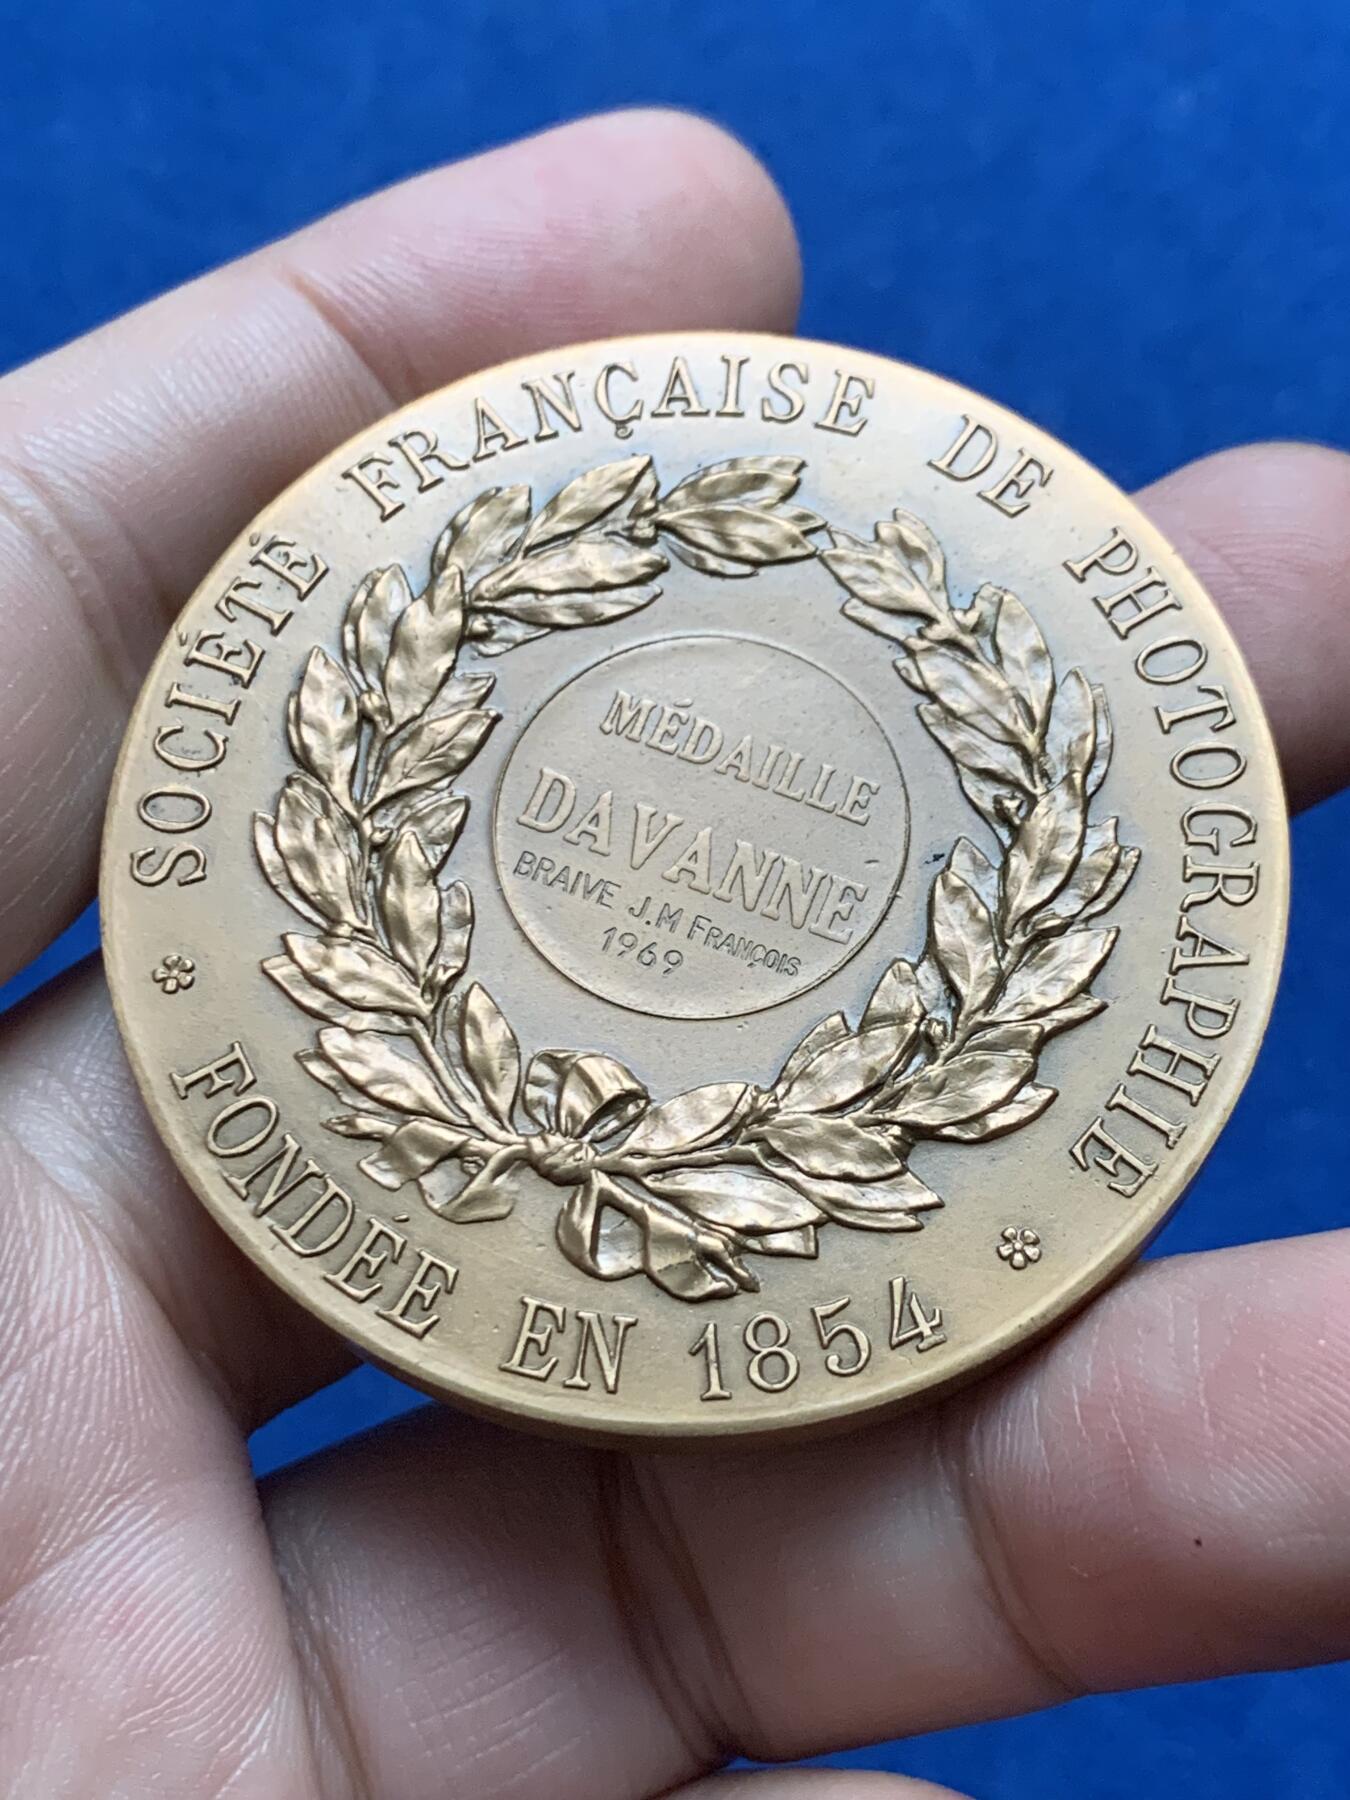 SOCIÉTÉ FRANÇAISE DE PHOTOGRAPHIE
FONDÉE EN 1854
MÉDAILLE
DAVANNE
BRAIVE J.M FRANÇOIS
1969